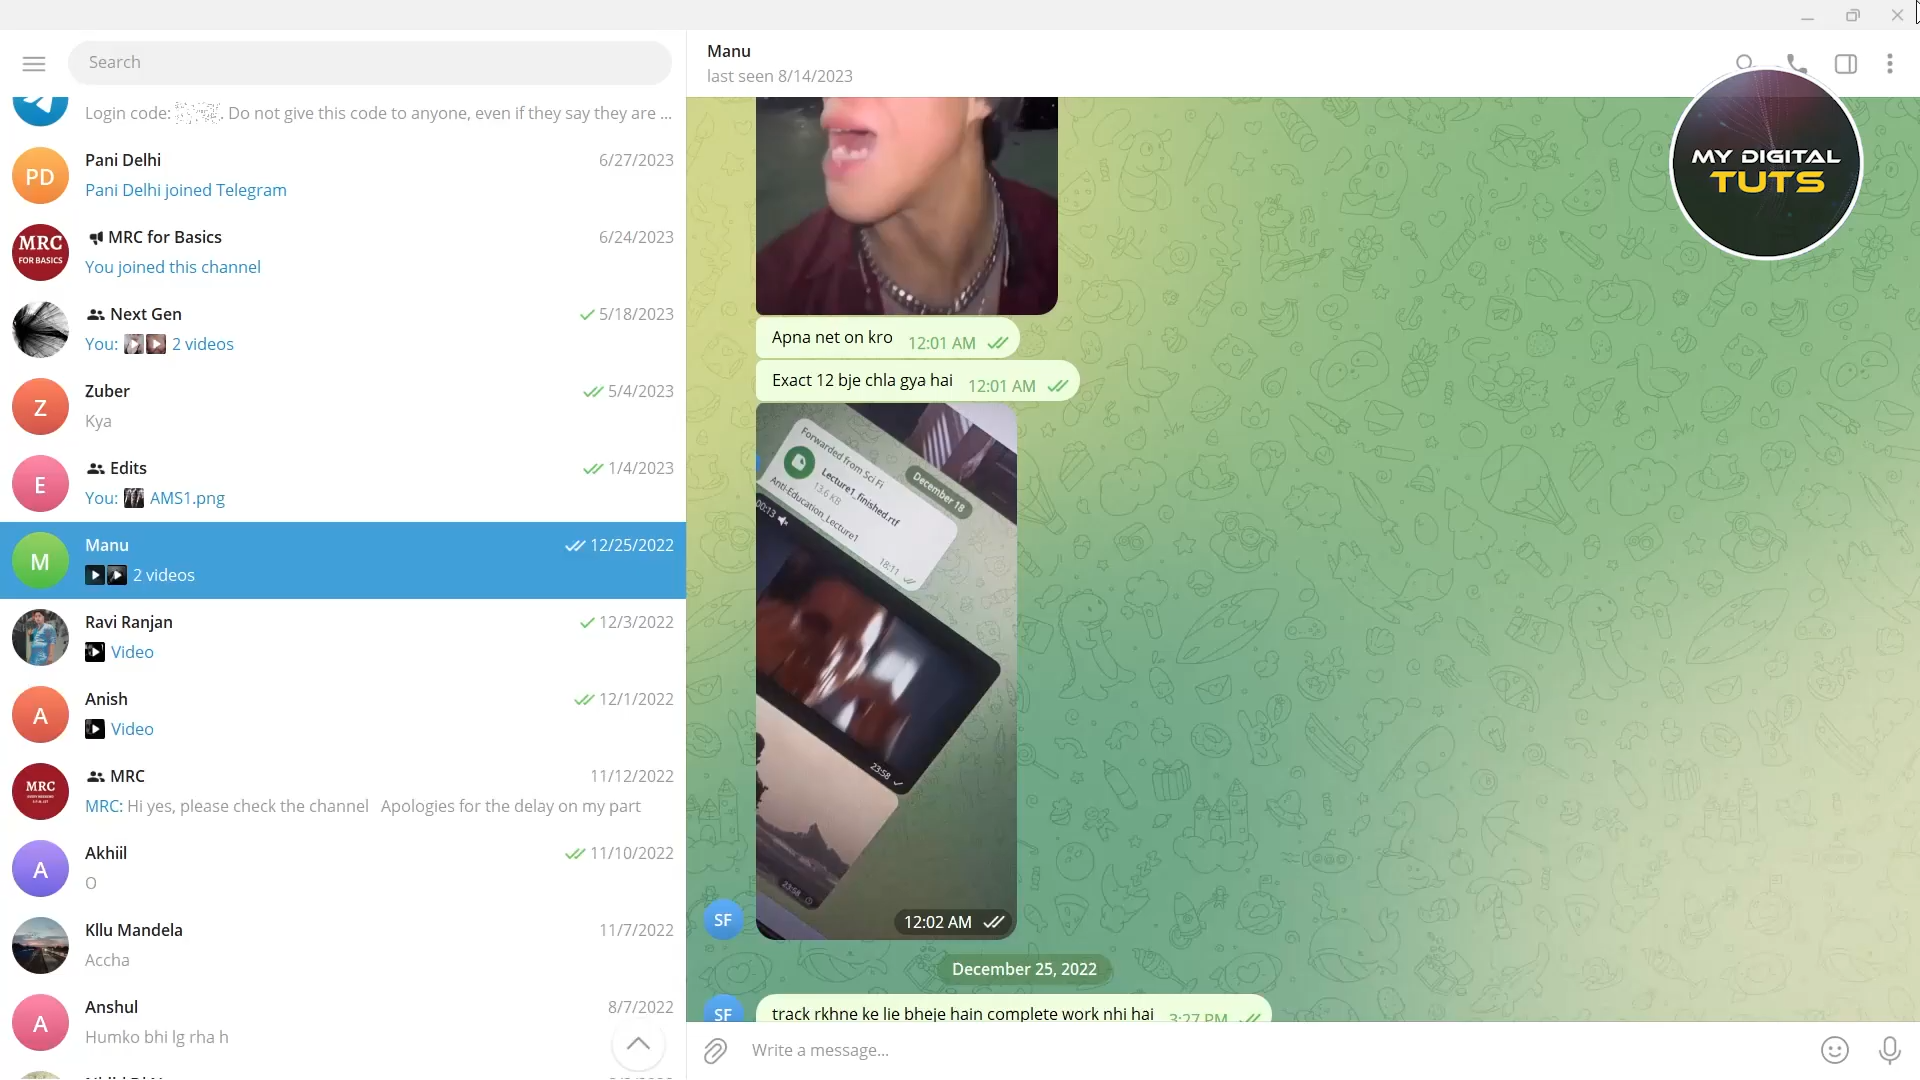 Search
Login code: . Do not give this code to anyone, even if they say they are ...
PD
Pani Delhi
6/27/2023
Pani Delhi joined Telegram
MRC
FOR BASICS
MRC for Basics
6/24/2023
You joined this channel
Next Gen
5/18/2023
You: 2 videos
Z
Zuber
5/4/2023
Kya
E
Edits
1/4/2023
You: AMS1.png
M
Manu
12/25/2022
2 videos
Ravi Ranjan
12/3/2022
Video
A
Anish
12/1/2022
Video
MRC
MRC
11/12/2022
MRC: Hi yes, please check the channel Apologies for the delay on my part
A
Akhiil
11/10/2022
O
Kllu Mandela
11/7/2022
Accha
A
Anshul
8/7/2022
Humko bhi lg rha h
Manu
last seen 8/14/2023
MY DIGITAL
TUTS
Apna net on kro 12:01 AM
Exact 12 bje chla gya hai 12:01 AM
Forwarded from Sci Fi
Lecture1_finished.rtf
13.6 KB
Anti-Education_Lecture1
18:11
December 18
00:13
23:58
23:58
12:02 AM
SF
December 25, 2022
SF
track rkhne ke lie bheje hain complete work nhi hai 3:27 PM
Write a message...